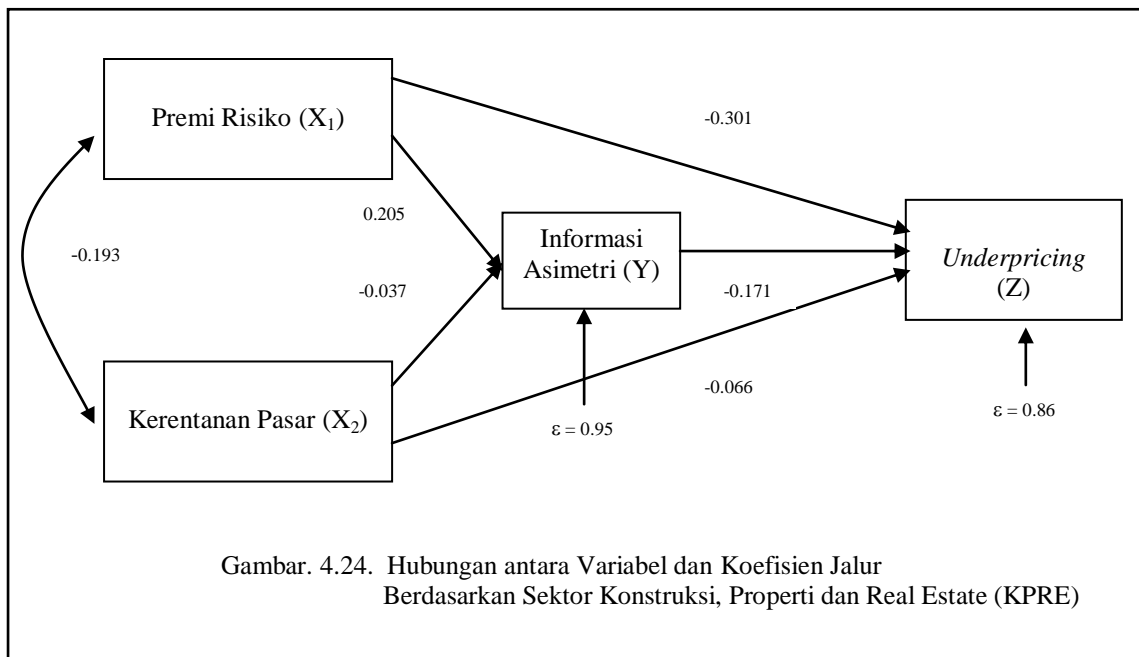 Premi Risiko (X₁)
-0.301
0.205
Informasi
Asimetri (Y)
Underpricing
(Z)
-0.193
-0.037
-0.171
-0.066
Kerentanan Pasar (X₂)
ε = 0.95
ε = 0.86
Gambar. 4.24. Hubungan antara Variabel dan Koefisien Jalur
Berdasarkan Sektor Konstruksi, Properti dan Real Estate (KPRE)